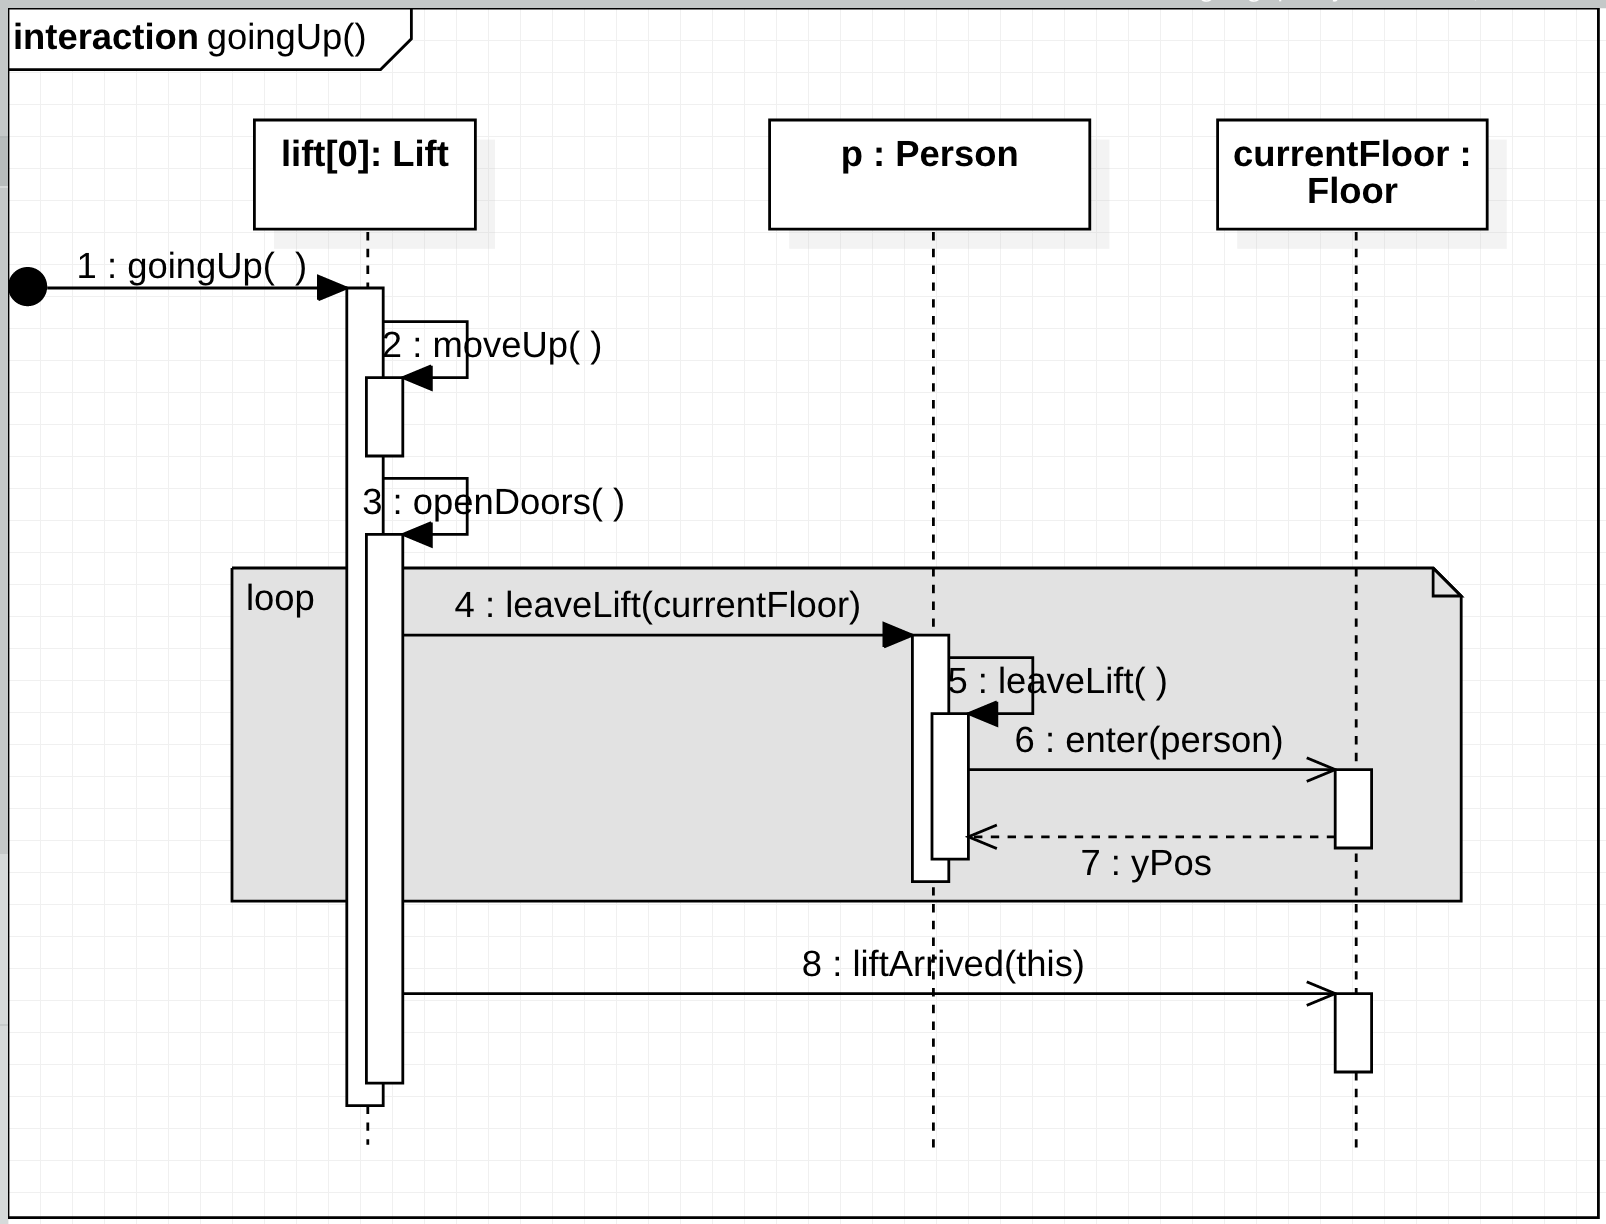 interaction goingUp()
lift[0]: Lift
p : Person
currentFloor :
Floor
1 : goingUp(  )
2 : moveUp( )
3 : openDoors( )
loop
4 : leaveLift(currentFloor)
5 : leaveLift( )
6 : enter(person)
7 : yPos
8 : liftArrived(this)